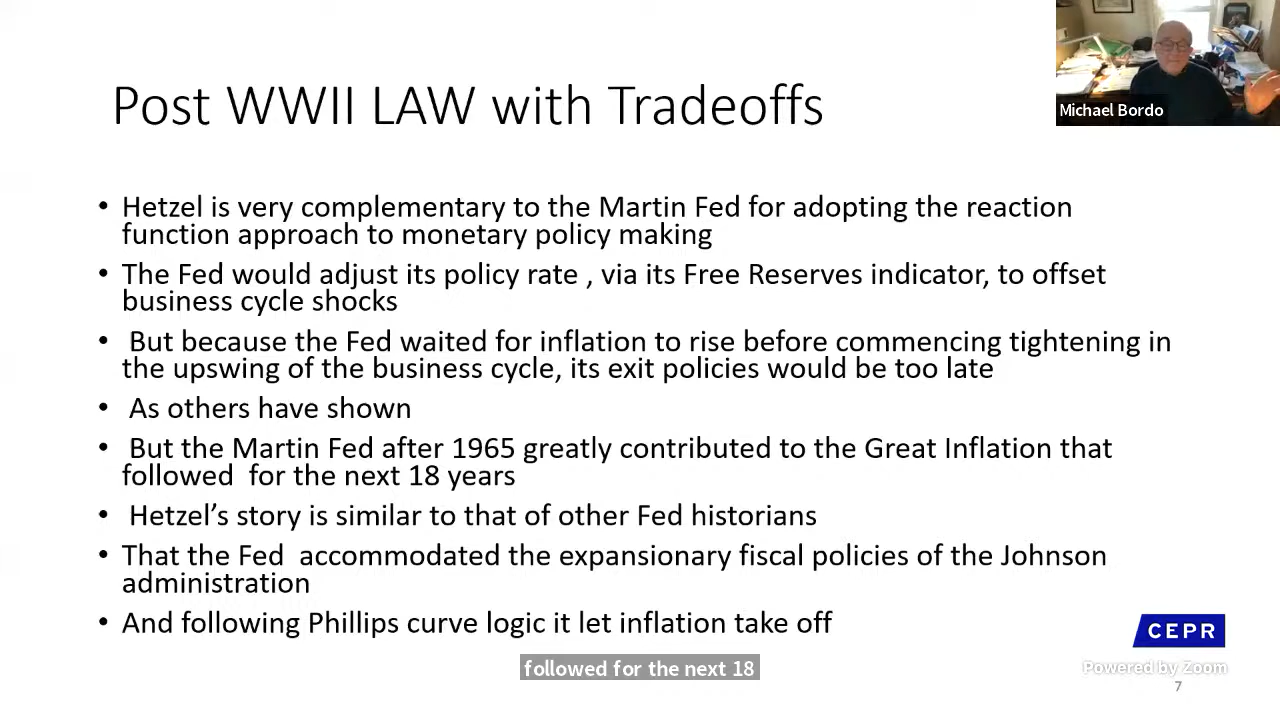 Michael Bordo
Post WWII LAW with Tradeoffs
• Hetzel is very complementary to the Martin Fed for adopting the reaction
function approach to monetary policy making
• The Fed would adjust its policy rate , via its Free Reserves indicator, to offset
business cycle shocks
• But because the Fed waited for inflation to rise before commencing tightening in
the upswing of the business cycle, its exit policies would be too late
• As others have shown
• But the Martin Fed after 1965 greatly contributed to the Great Inflation that
followed for the next 18 years
• Hetzel’s story is similar to that of other Fed historians
• That the Fed accommodated the expansionary fiscal policies of the Johnson
administration
• And following Phillips curve logic it let inflation take off
CEPR
followed for the next 18
Powered by Zoom
7